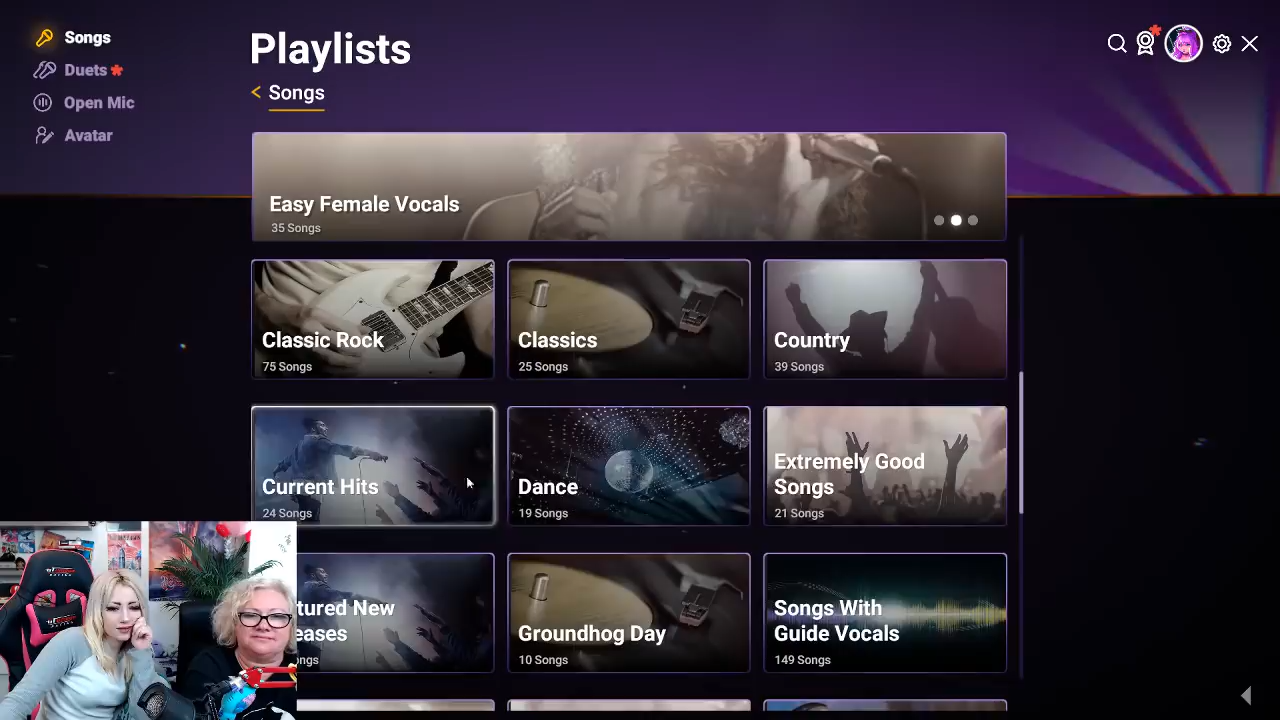 Songs
Duets
Open Mic
Avatar
Playlists
< Songs
Easy Female Vocals
35 Songs
Classic Rock
75 Songs
Classics
25 Songs
Country
39 Songs
Current Hits
24 Songs
Dance
19 Songs
Extremely Good
Songs
21 Songs
tured New
eases
ngs
Groundhog Day
10 Songs
Songs With
Guide Vocals
149 Songs